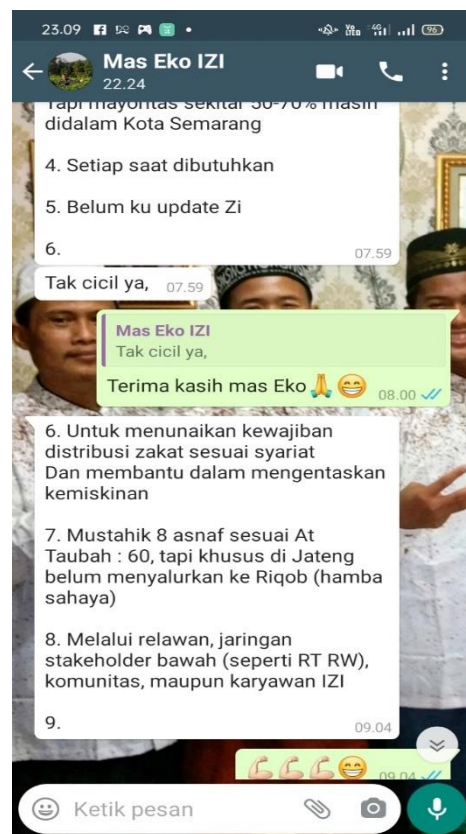 23.09
96
Mas Eko IZI
22.24
Tapi mayoritas sekitar 50-70% masih
didalam Kota Semarang
4. Setiap saat dibutuhkan
5. Belum ku update Zi
6.
07.59
Tak cicil ya, 07.59
Mas Eko IZI
Tak cicil ya,
Terima kasih mas Eko🙏😁 08.00
6. Untuk menunaikan kewajiban
distribusi zakat sesuai syariat
Dan membantu dalam mengentaskan
kemiskinan
7. Mustahik 8 asnaf sesuai At
Taubah : 60, tapi khusus di Jateng
belum menyalurkan ke Riqob (hamba
sahaya)
8. Melalui relawan, jaringan
stakeholder bawah (seperti RT RW),
komunitas, maupun karyawan IZI
9.
09.04
💪💪💪😁 09.04
Ketik pesan